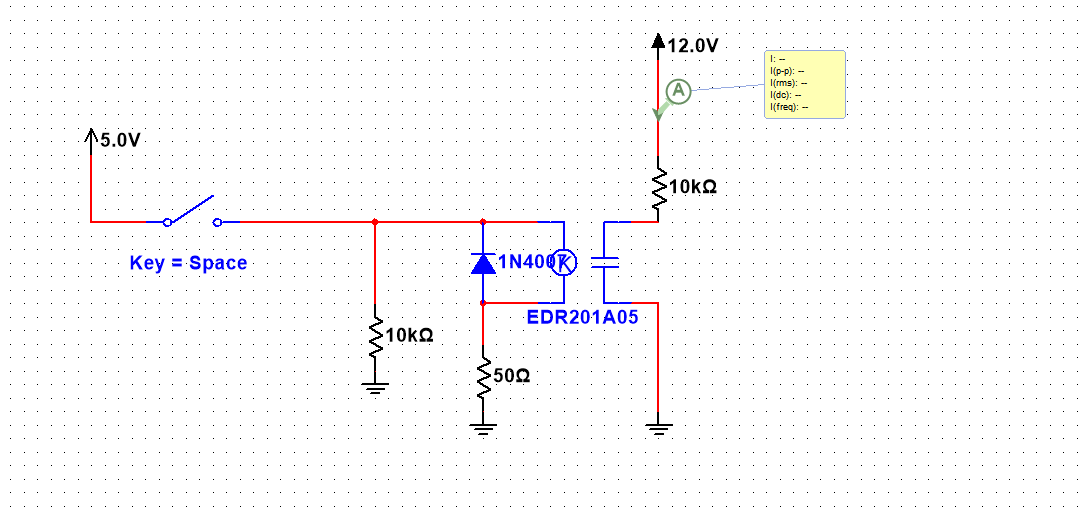 12.0V
I: --
I(p-p): --
I(rms): --
I(dc): --
I(freq): --
A
5.0V
10kΩ
Key = Space
1N4007
K
EDR201A05
10kΩ
50Ω